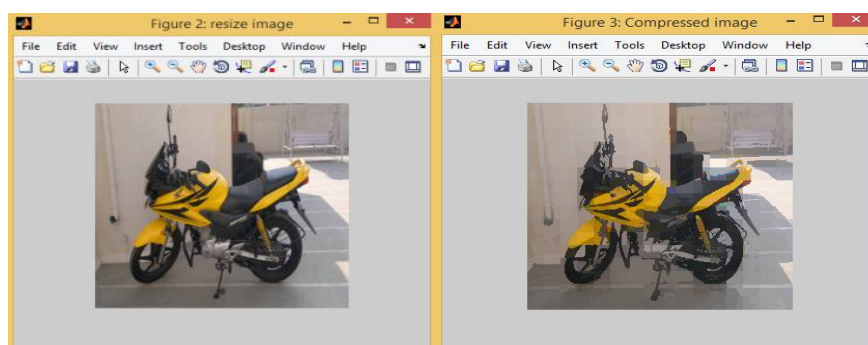 Figure 2: resize image
File Edit View Insert Tools Desktop Window Help
Figure 3: Compressed image
File Edit View Insert Tools Desktop Window Help